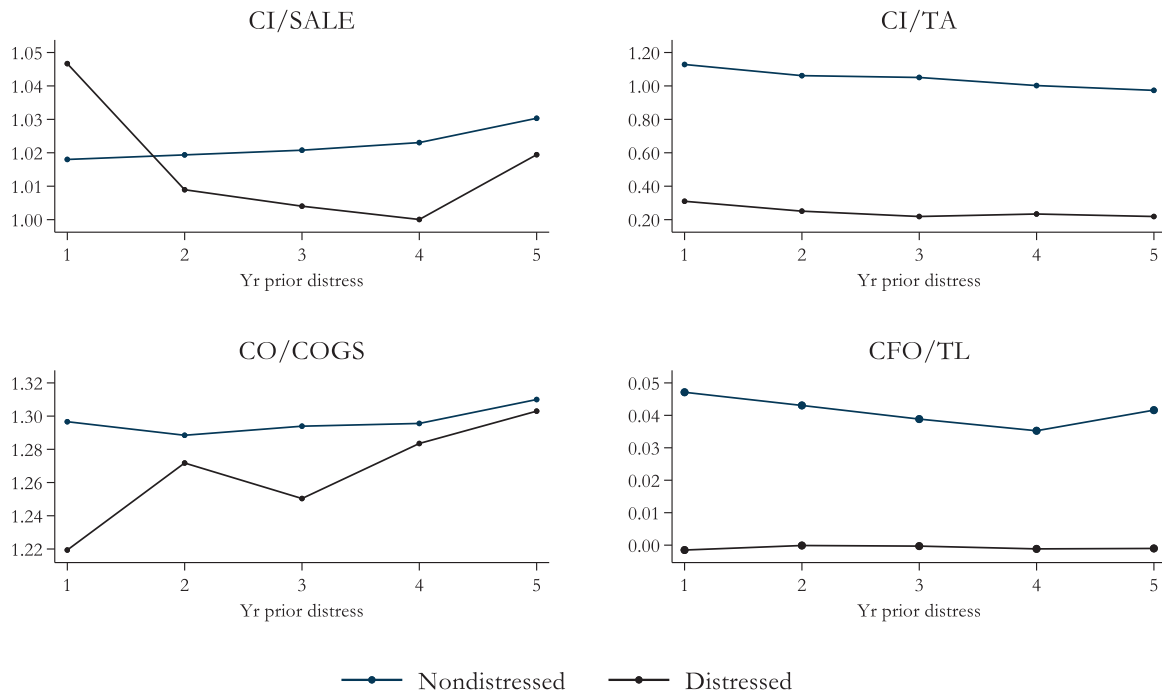 CI/SALE
1.05
1.04
1.03
1.02
1.01
1.00
1 2 3 4 5
Yr prior distress
CI/TA
1.20
1.00
0.80
0.60
0.40
0.20
1 2 3 4 5
Yr prior distress
CO/COGS
1.32
1.30
1.28
1.26
1.24
1.22
1 2 3 4 5
Yr prior distress
CFO/TL
0.05
0.04
0.03
0.02
0.01
0.00
1 2 3 4 5
Yr prior distress
Nondistressed Distressed